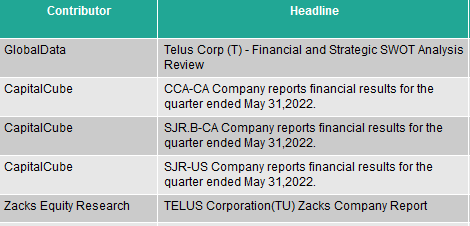 Contributor Headline
GlobalData Telus Corp (T) - Financial and Strategic SWOT Analysis
Review
CapitalCube CCA-CA Company reports financial results for the
quarter ended May 31,2022.
CapitalCube SJR.B-CA Company reports financial results for the
quarter ended May 31,2022.
CapitalCube SJR-US Company reports financial results for the
quarter ended May 31,2022.
Zacks Equity Research TELUS Corporation(TU) Zacks Company Report